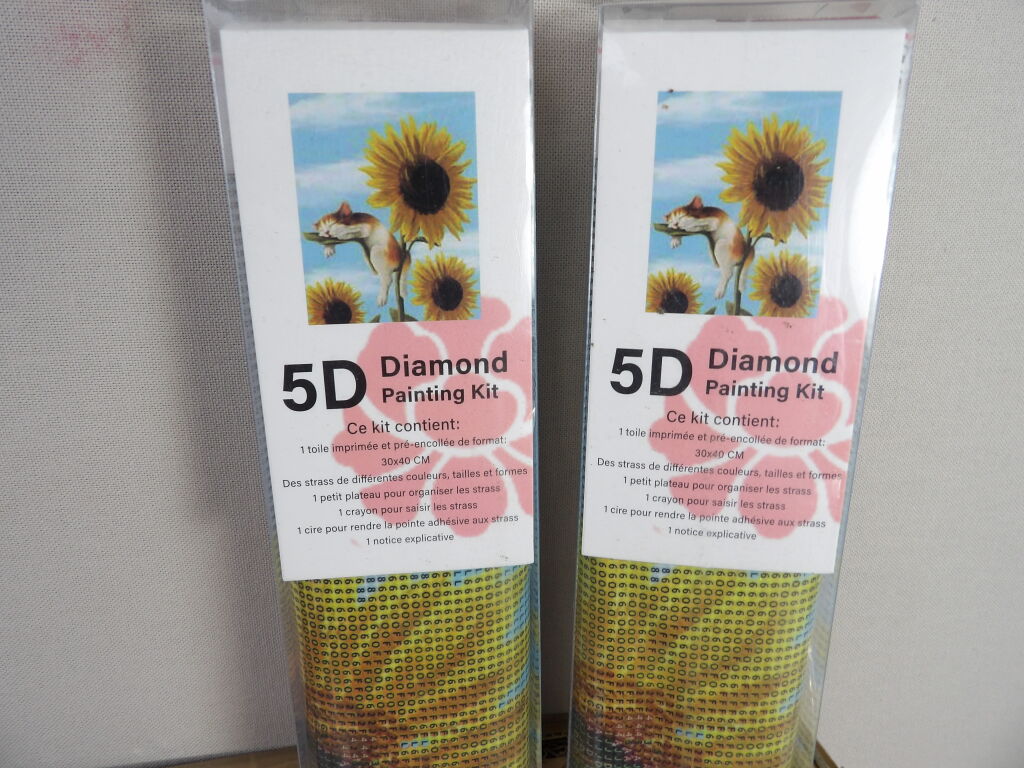 5D Diamond
Painting Kit
Ce kit contient:
1 toile imprimée et pré-encollée de format:
30x40 CM
Des strass de différentes couleurs, tailles et formes
1 petit plateau pour organiser les strass
1 crayon pour saisir les strass
1 cire pour rendre la pointe adhésive aux strass
1 notice explicative
5D Diamond
Painting Kit
Ce kit contient:
1 toile imprimée et pré-encollée de format:
30x40 CM
Des strass de différentes couleurs, tailles et formes
1 petit plateau pour organiser les strass
1 crayon pour saisir les strass
1 cire pour rendre la pointe adhésive aux strass
1 notice explicative